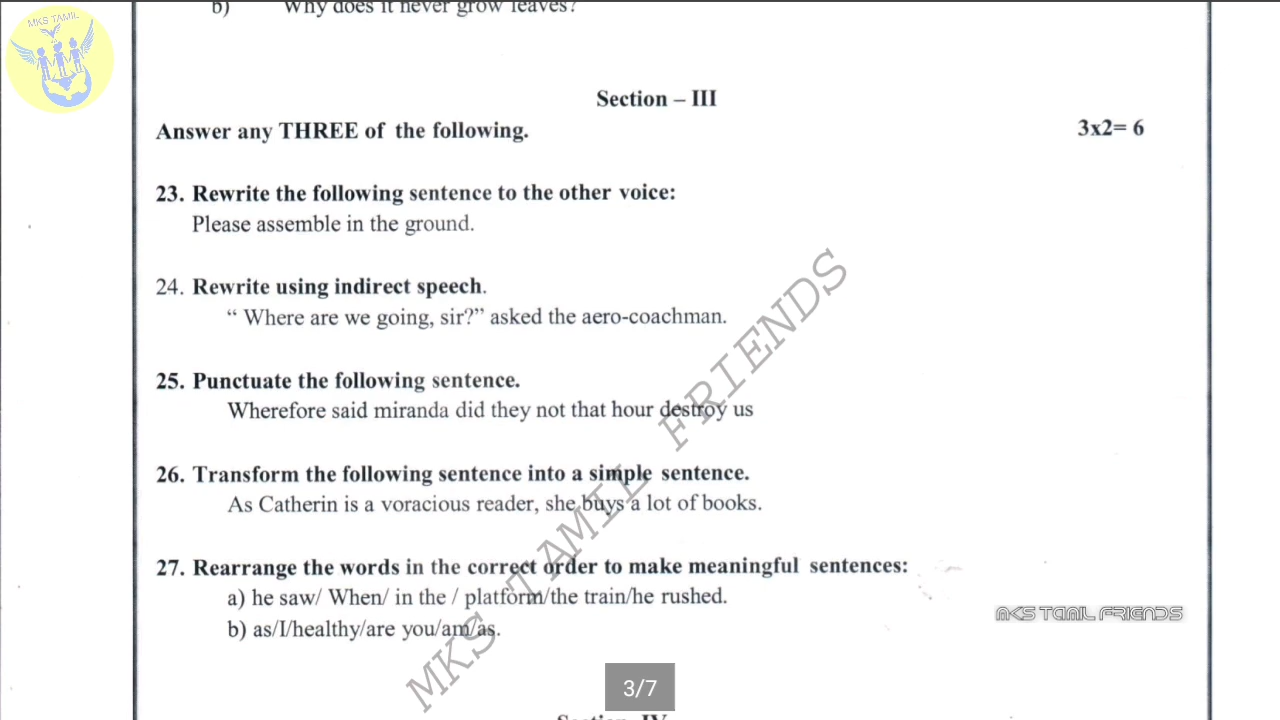 MKS TAMIL
b) Why does it never grow leaves?
Section – III
Answer any THREE of the following. 3x2= 6
23. Rewrite the following sentence to the other voice:
Please assemble in the ground.
24. Rewrite using indirect speech.
“ Where are we going, sir?” asked the aero-coachman.
25. Punctuate the following sentence.
Wherefore said miranda did they not that hour destroy us
26. Transform the following sentence into a simple sentence.
As Catherin is a voracious reader, she buys a lot of books.
27. Rearrange the words in the correct order to make meaningful sentences:
a) he saw/ When/ in the / platform/the train/he rushed.
b) as/I/healthy/are you/am/as.
MKS TAMIL FRIENDS
MKS TAMIL FRIENDS
3/7
Section IV